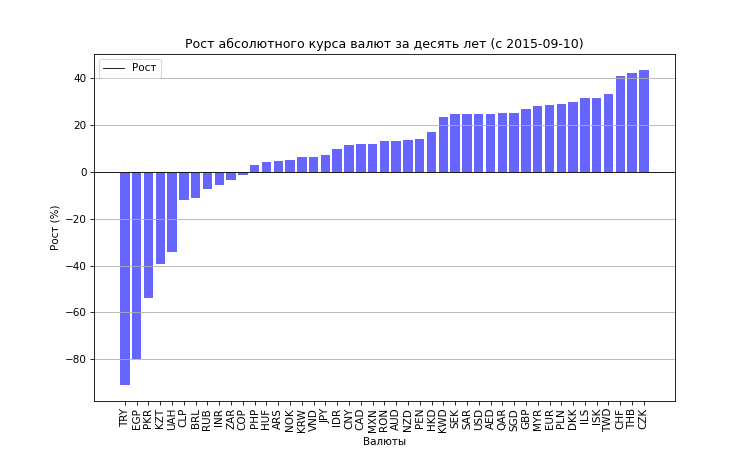 Рост абсолютного курса валют за десять лет (с 2015-09-10)
Рост
40
20
0
−20
−40
−60
−80
Рост (%)
TRY EGP PKR KZT UAH CLP BRL RUB INR ZAR COP PHP HUF ARS NOK KRW VND JPY IDR CNY CAD MXN RON AUD NZD PEN HKD KWD SEK SAR USD AED QAR SGD GBP MYR EUR PLN DKK ILS ISK TWD CHF THB CZK
Валюты